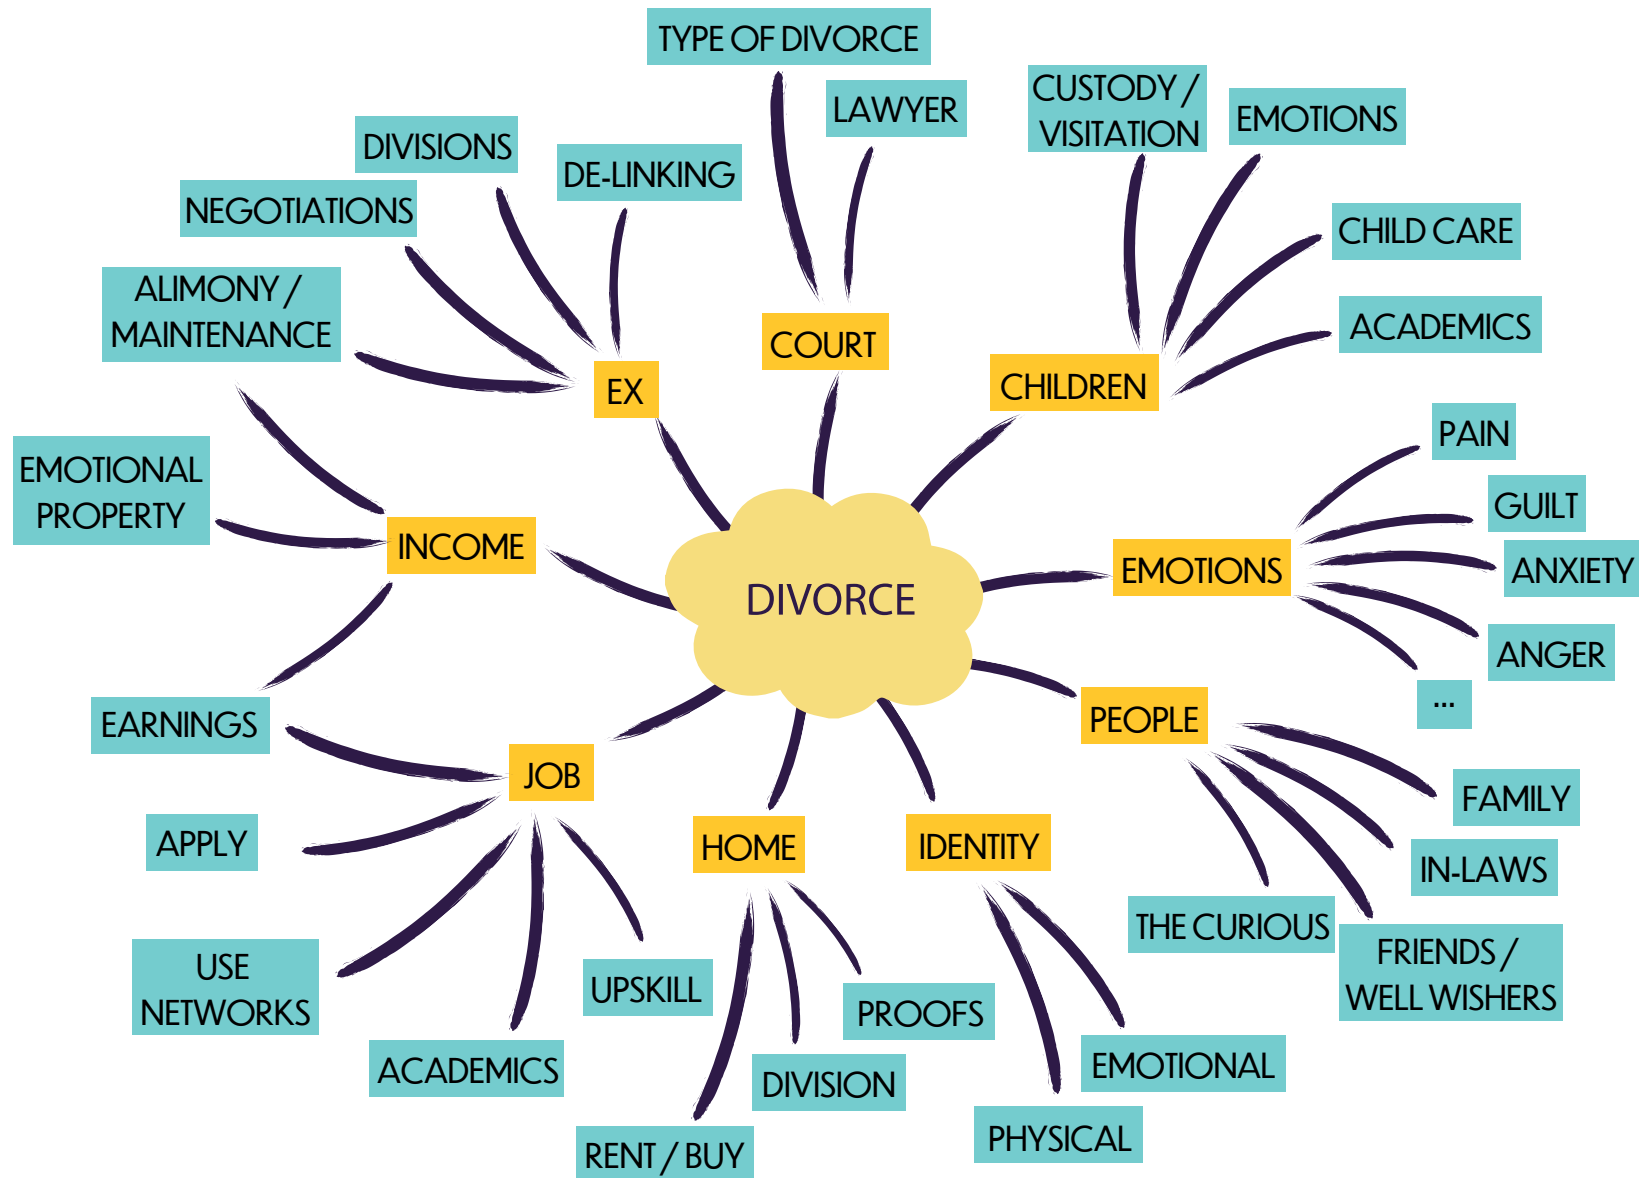 TYPE OF DIVORCE
LAWYER
CUSTODY /
VISITATION
EMOTIONS
DIVISIONS
DE-LINKING
NEGOTIATIONS
CHILD CARE
ALIMONY /
MAINTENANCE
ACADEMICS
COURT
EX
CHILDREN
PAIN
EMOTIONAL
PROPERTY
GUILT
INCOME
EMOTIONS
ANXIETY
DIVORCE
ANGER
...
EARNINGS
PEOPLE
JOB
FAMILY
APPLY
HOME
IDENTITY
IN-LAWS
THE CURIOUS
FRIENDS /
WELL WISHERS
USE
NETWORKS
UPSKILL
PROOFS
ACADEMICS
DIVISION
EMOTIONAL
PHYSICAL
RENT / BUY